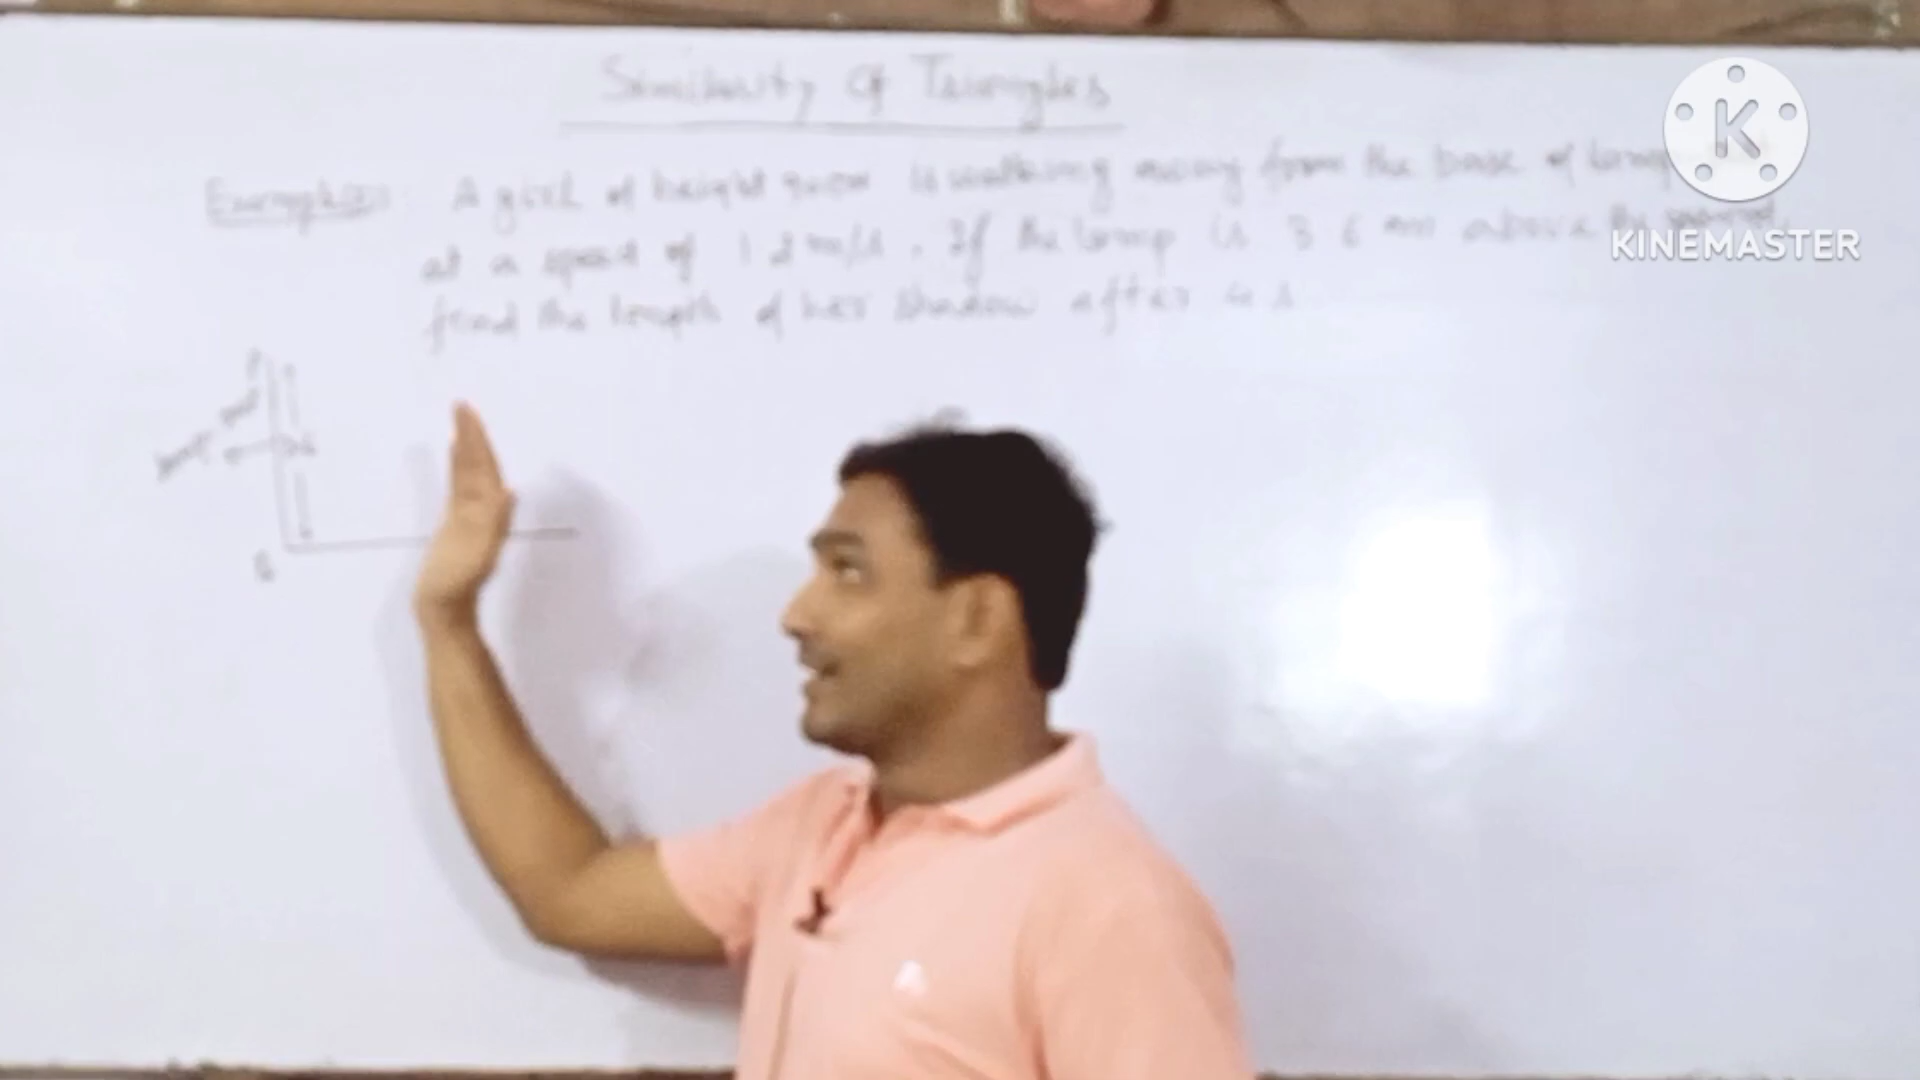 Similarity of Triangles
Example: A girl of height 90cm is walking away from the base of lamp
at a speed of 1.2 m/s. If the lamp is 3.6 m above the ground,
find the length of her shadow after 4 s
K
KINEMASTER